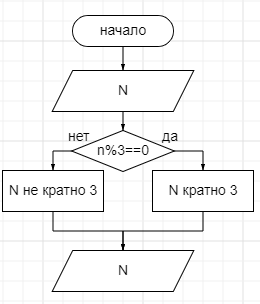 начало
N
нет
да
n%3==0
N не кратно 3
N кратно 3
N